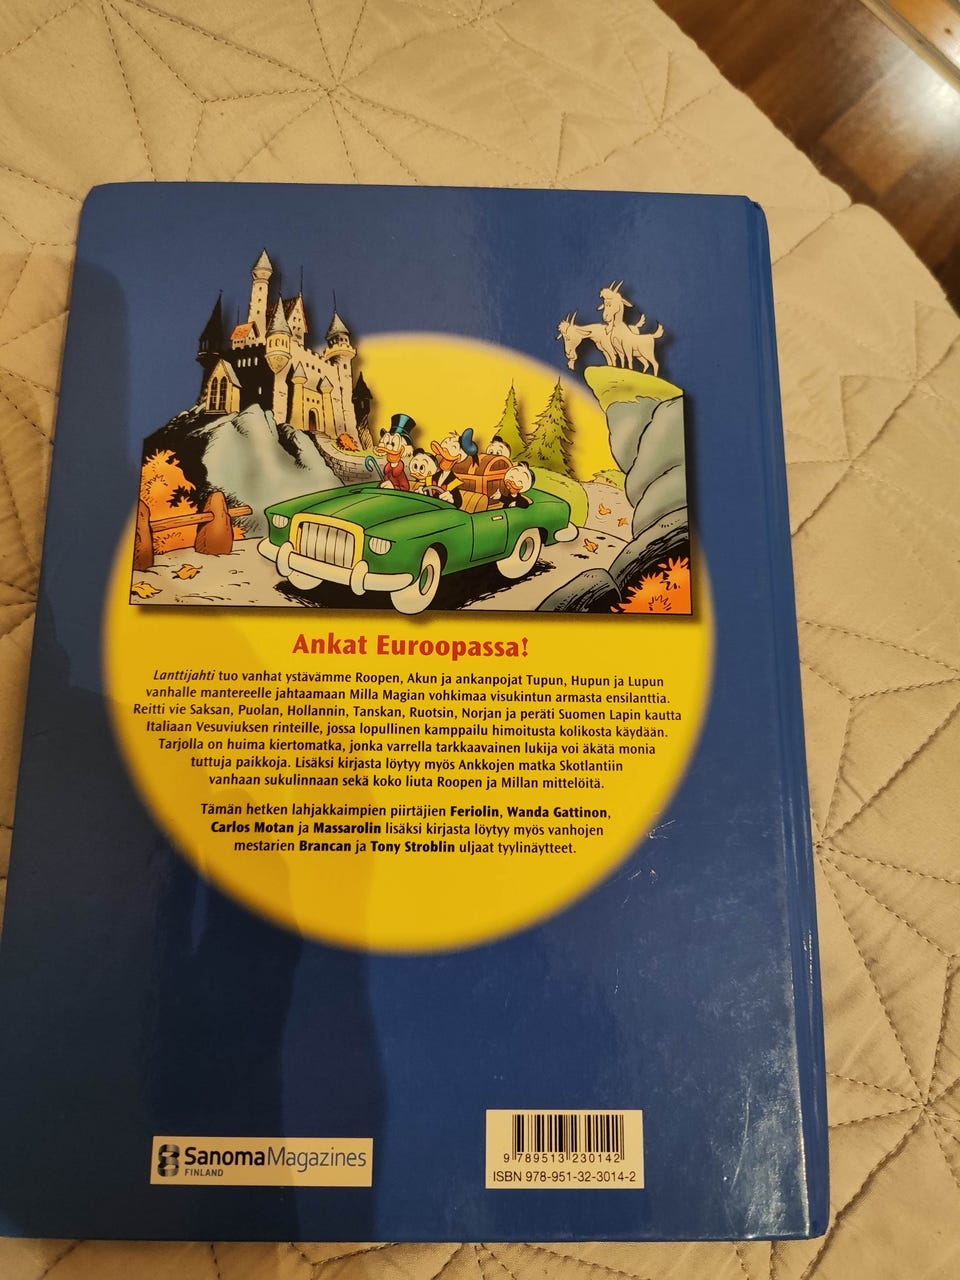 Ankat Euroopassa!
Lanttijahti tuo vanhat ystävämme Roopen, Akun ja ankanpojat Tupun, Hupun ja Lupun
vanhalle mantereelle jahtaamaan Milla Magian vohkimaa visukintun armasta ensilanttia.
Reitti vie Saksan, Puolan, Hollannin, Tanskan, Ruotsin, Norjan ja peräti Suomen Lapin kautta
Italiaan Vesuviuksen rinteille, jossa lopullinen kamppailu himoitusta kolikosta käydään.
Tarjolla on huima kiertomatka, jonka varrella tarkkaavainen lukija voi äkätä monia
tuttuja paikkoja. Lisäksi kirjasta löytyy myös Ankkojen matka Skotlantiin
vanhaan sukulinnaan sekä koko liuta Roopen ja Millan mittelöitä.
Tämän hetken lahjakkaimpien piirtäjien Feriolin, Wanda Gattinon,
Carlos Motan ja Massarolin lisäksi kirjasta löytyy myös vanhojen
mestarien Brancan ja Tony Stroblin uljaat tyylinäytteet.
SanomaMagazines
FINLAND
9 789513 230142
ISBN 978-951-32-3014-2